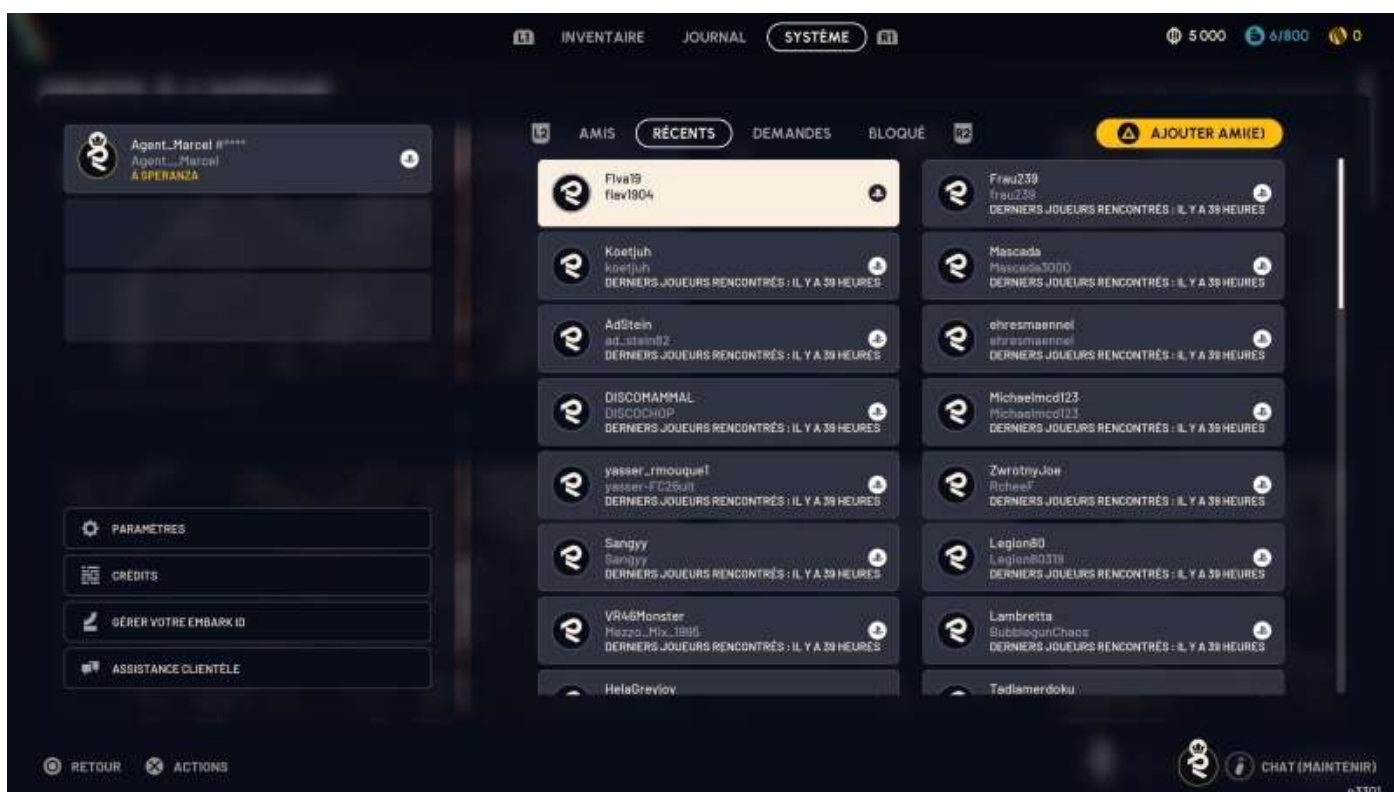 L1 INVENTAIRE JOURNAL SYSTÈME R1
5 000 6/800 0
Agent_Marcel #****
Agent__Marcel
À SPERANZA
L2 AMIS RÉCENTS DEMANDES BLOQUÉ R2
AJOUTER AMI(E)
Flva19
flav1904
Frau239
frau239
DERNIERS JOUEURS RENCONTRÉS : IL Y A 39 HEURES
Koetjuh
koetjuh
DERNIERS JOUEURS RENCONTRÉS : IL Y A 39 HEURES
Mascada
Mascada3000
DERNIERS JOUEURS RENCONTRÉS : IL Y A 39 HEURES
AdStein
ad_stein82
DERNIERS JOUEURS RENCONTRÉS : IL Y A 39 HEURES
ehresmaennel
ehresmaennel
DERNIERS JOUEURS RENCONTRÉS : IL Y A 39 HEURES
DISCOMAMMAL
DISCOCHOP
DERNIERS JOUEURS RENCONTRÉS : IL Y A 39 HEURES
Michaelmcd123
Michaelmcd123
DERNIERS JOUEURS RENCONTRÉS : IL Y A 39 HEURES
yasser_rmouque1
yasser-FC26ult
DERNIERS JOUEURS RENCONTRÉS : IL Y A 39 HEURES
ZwrotnyJoe
RcheeF
DERNIERS JOUEURS RENCONTRÉS : IL Y A 39 HEURES
Sangyy
Sangyy
DERNIERS JOUEURS RENCONTRÉS : IL Y A 39 HEURES
Legion80
Legion80319
DERNIERS JOUEURS RENCONTRÉS : IL Y A 39 HEURES
VR46Monster
Mezzo_Mix_1985
DERNIERS JOUEURS RENCONTRÉS : IL Y A 39 HEURES
Lambretta
BubblegunChaos
DERNIERS JOUEURS RENCONTRÉS : IL Y A 39 HEURES
HelaGreyjoy
Tadlamerdoku
PARAMÈTRES
CRÉDITS
GÉRER VOTRE EMBARK ID
ASSISTANCE CLIENTÈLE
RETOUR ACTIONS
CHAT (MAINTENIR)